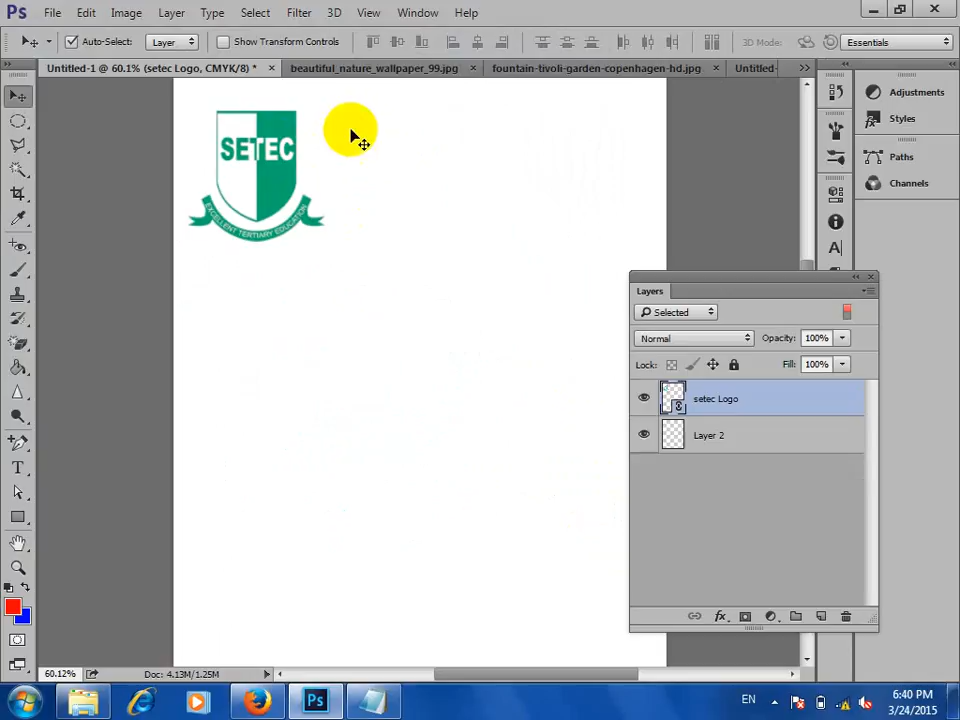 Ps File Edit Image Layer Type Select Filter 3D View Window Help
Auto-Select: Layer Show Transform Controls 3D Mode: Essentials
Untitled-1 @ 60.1% (setec Logo, CMYK/8) * × beautiful_nature_wallpaper_99.jpg × fountain-tivoli-garden-copenhagen-hd.jpg × Untitled- >>
Adjustments
Styles
Paths
Channels
SETEC
EXCELLENT TERTIARY EDUCATION
Layers
Selected
Normal Opacity: 100%
Lock: Fill: 100%
setec Logo
Layer 2
60.12% Doc: 4.13M/1.25M
EN 6:40 PM
3/24/2015